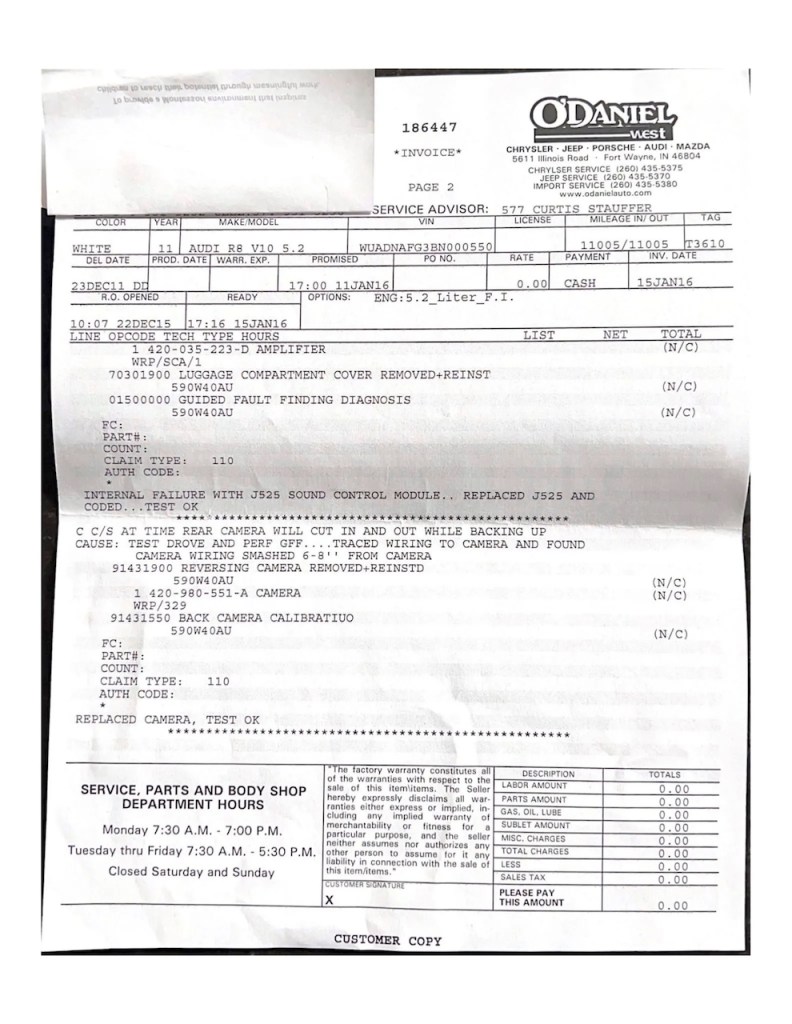 children to reach their potential through meaningful work.
To provide a Montessori environment that inspires
186447
*INVOICE*
PAGE 2
O'DANIEL
west
CHRYSLER · JEEP · PORSCHE · AUDI · MAZDA
5611 Illinois Road · Fort Wayne, IN 46804
CHRYLSER SERVICE (260) 435-5375
JEEP SERVICE (260) 435-5370
IMPORT SERVICE (260) 435-5380
www.odanielauto.com
SERVICE ADVISOR: 577 CURTIS STAUFFER
COLOR YEAR MAKE/MODEL VIN LICENSE MILEAGE IN/ OUT TAG
WHITE 11 AUDI R8 V10 5.2 WUADNAFG3BN000550 11005/11005 T3610
DEL DATE PROD. DATE WARR. EXP. PROMISED PO NO. RATE PAYMENT INV. DATE
23DEC11 DD 17:00 11JAN16 0.00 CASH 15JAN16
R.O. OPENED READY OPTIONS: ENG:5.2_Liter_F.I.
10:07 22DEC15 17:16 15JAN16
LINE OPCODE TECH TYPE HOURS LIST NET TOTAL
1 420-035-223-D AMPLIFIER (N/C)
WRP/SCA/1
70301900 LUGGAGE COMPARTMENT COVER REMOVED+REINST
590W40AU (N/C)
01500000 GUIDED FAULT FINDING DIAGNOSIS
590W40AU (N/C)
FC:
PART#:
COUNT:
CLAIM TYPE: 110
AUTH CODE:
*
INTERNAL FAILURE WITH J525 SOUND CONTROL MODULE.. REPLACED J525 AND
CODED...TEST OK
****************************************************
C C/S AT TIME REAR CAMERA WILL CUT IN AND OUT WHILE BACKING UP
CAUSE: TEST DROVE AND PERF GFF...TRACED WIRING TO CAMERA AND FOUND
CAMERA WIRING SMASHED 6-8'' FROM CAMERA
91431900 REVERSING CAMERA REMOVED+REINSTD
590W40AU (N/C)
1 420-980-551-A CAMERA (N/C)
WRP/329
91431550 BACK CAMERA CALIBRATIUO
590W40AU (N/C)
FC:
PART#:
COUNT:
CLAIM TYPE: 110
AUTH CODE:
*
REPLACED CAMERA, TEST OK
****************************************************
SERVICE, PARTS AND BODY SHOP
DEPARTMENT HOURS
Monday 7:30 A.M. - 7:00 P.M.
Tuesday thru Friday 7:30 A.M. - 5:30 P.M.
Closed Saturday and Sunday
"The factory warranty constitutes all
of the warranties with respect to the
sale of this item\items. The Seller
hereby expressly disclaims all war-
ranties either express or implied, in-
cluding any implied warranty of
merchantability or fitness for a
particular purpose, and the seller
neither assumes nor authorizes any
other person to assume for it any
liability in connection with the sale of
this item/items."
CUSTOMER SIGNATURE
X
DESCRIPTION TOTALS
LABOR AMOUNT 0.00
PARTS AMOUNT 0.00
GAS, OIL, LUBE 0.00
SUBLET AMOUNT 0.00
MISC. CHARGES 0.00
TOTAL CHARGES 0.00
LESS 0.00
SALES TAX 0.00
PLEASE PAY
THIS AMOUNT 0.00
CUSTOMER COPY